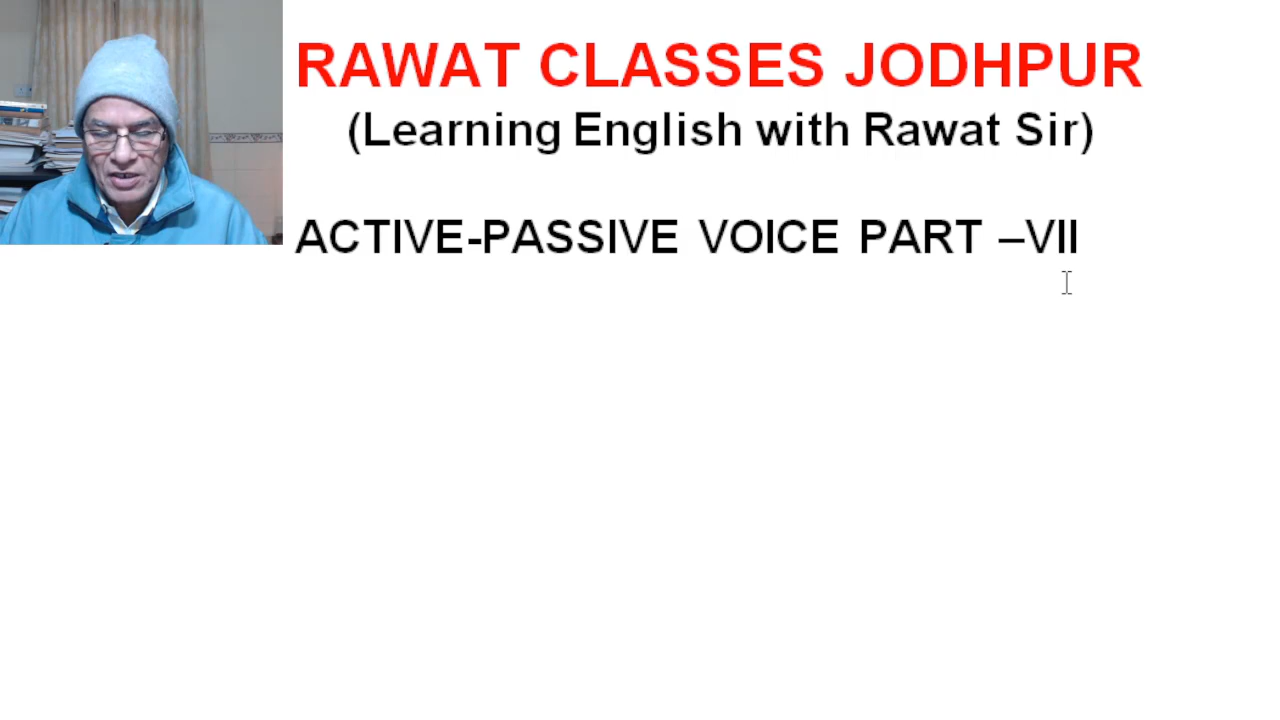 RAWAT CLASSES JODHPUR
(Learning English with Rawat Sir)
ACTIVE-PASSIVE VOICE PART –VII